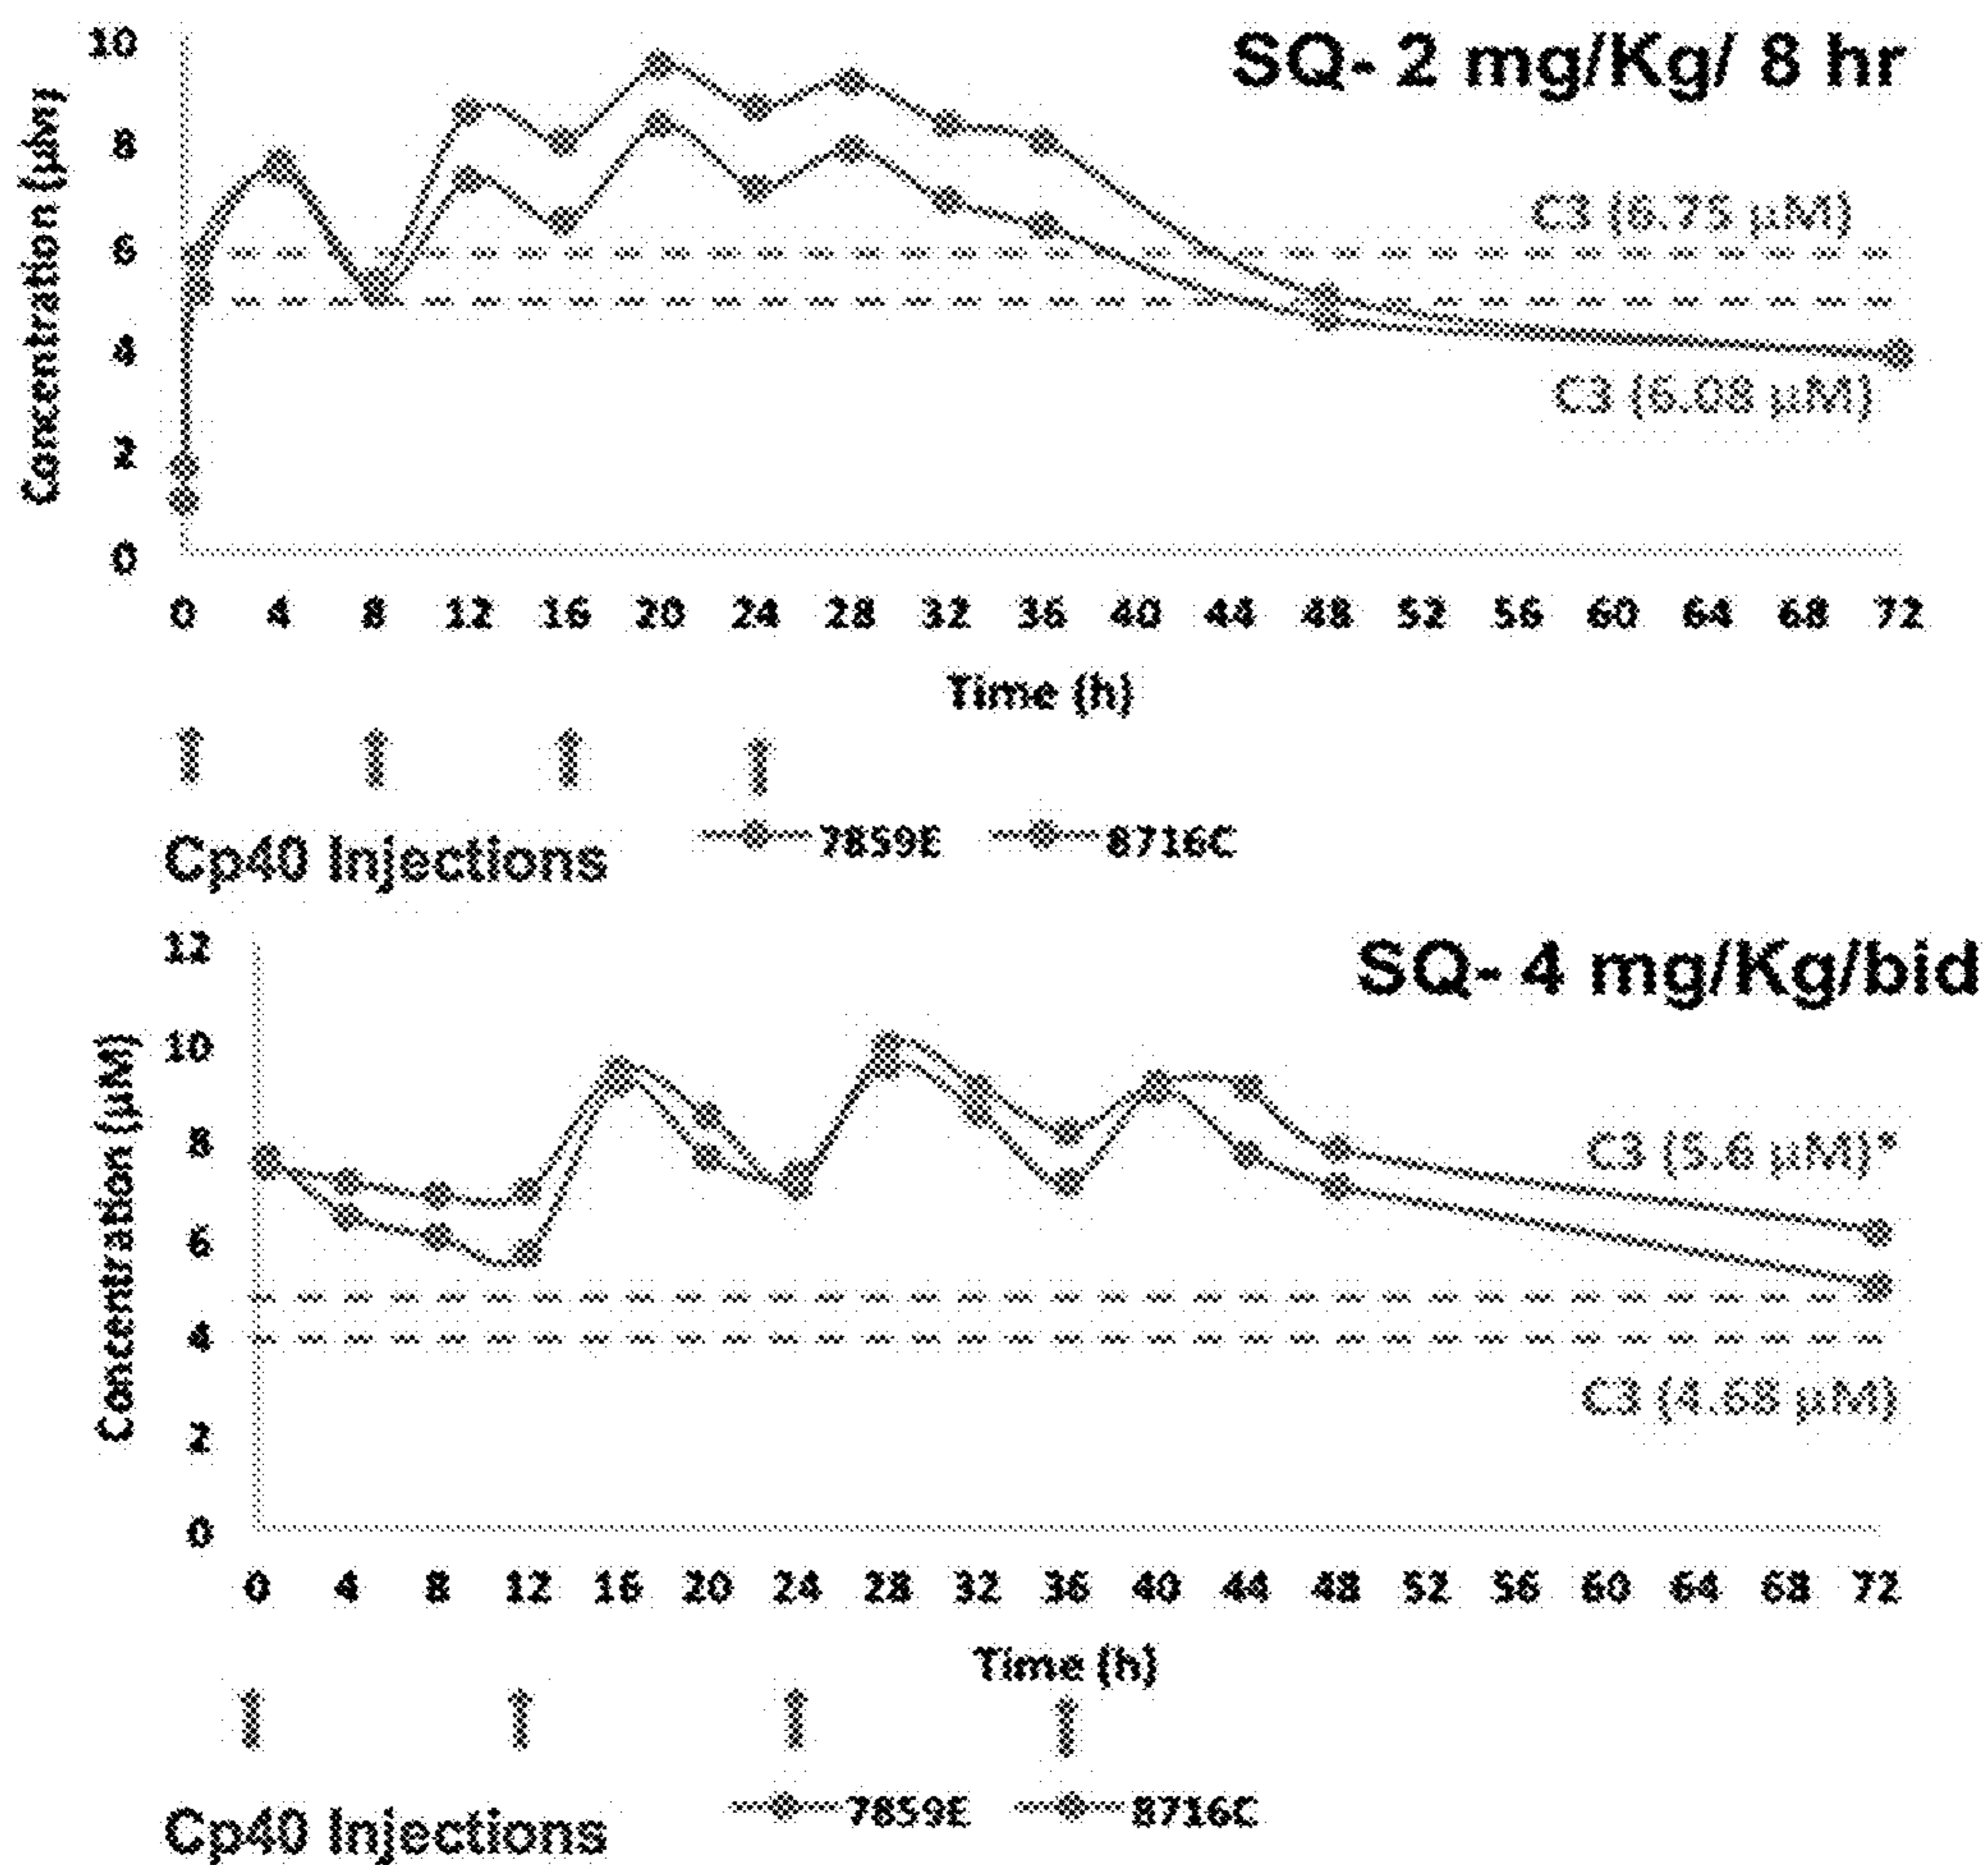 SQ- 2 mg/Kg/ 8 hr
Concentration (µM)
10
8
6
4
2
0
C3 (6.75 µM)
C3 (6.08 µM)
0 4 8 12 16 20 24 28 32 36 40 44 48 52 56 60 64 68 72
Time (h)
Cp40 Injections
7859E 8716C
SQ- 4 mg/Kg/bid
Concentration (µM)
12
10
8
6
4
2
0
C3 (5.6 µM)*
C3 (4.68 µM)
0 4 8 12 16 20 24 28 32 36 40 44 48 52 56 60 64 68 72
Time (h)
Cp40 Injections
7859E 8716C